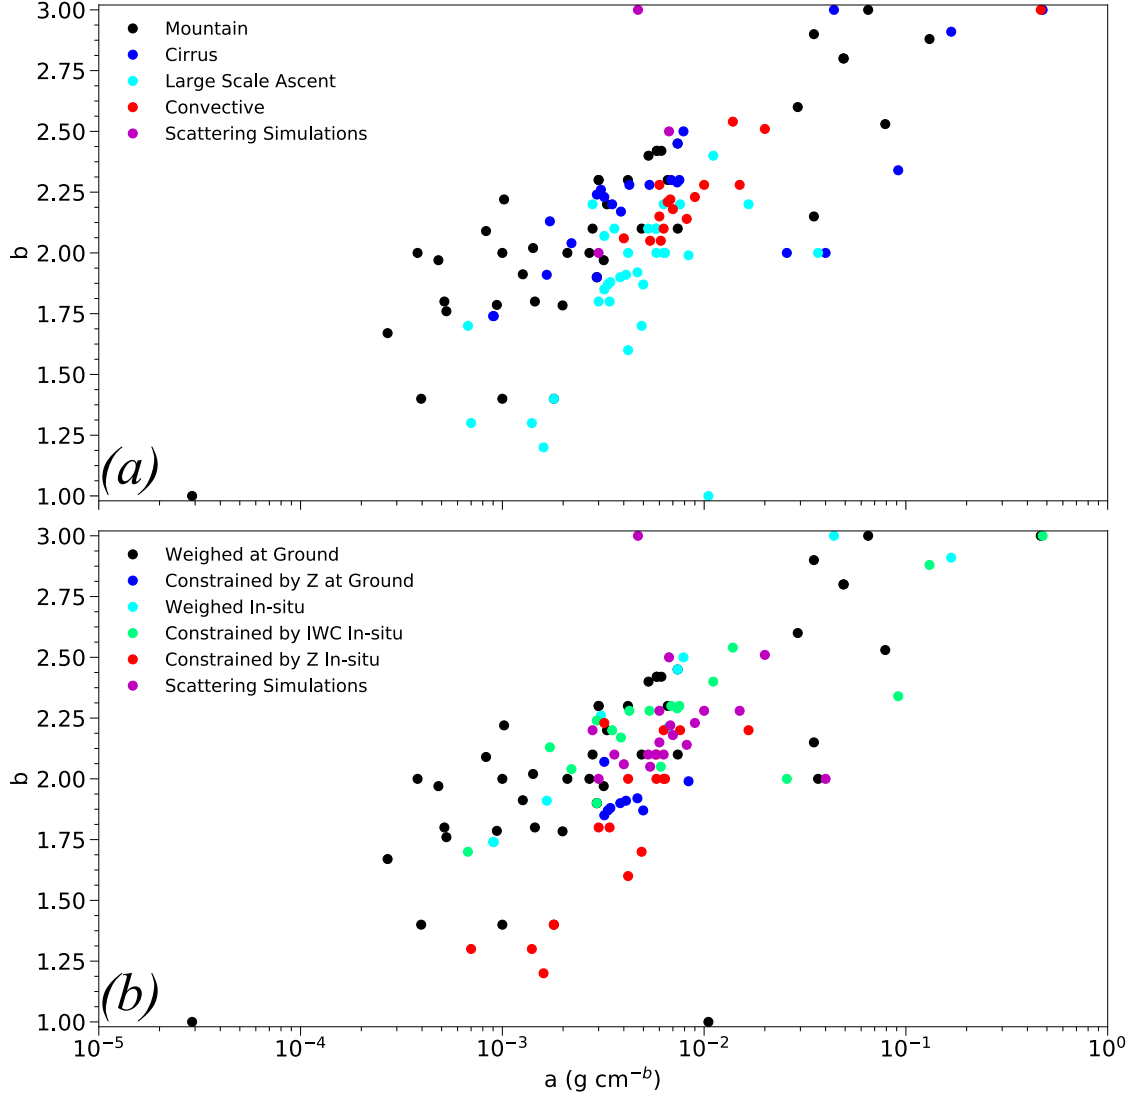 3.00
Mountain
Cirrus
2.75
Large Scale Ascent
Convective
2.50
Scattering Simulations
2.25
b
2.00
1.75
1.50
1.25
(a)
1.00
3.00
Weighed at Ground
Constrained by Z at Ground
2.75
Weighed In-situ
Constrained by IWC In-situ
2.50
Constrained by Z In-situ
Scattering Simulations
2.25
b
2.00
1.75
1.50
1.25
(b)
1.00
10⁻⁵ 10⁻⁴ 10⁻³ 10⁻² 10⁻¹ 10⁰
a (g cm⁻ᵇ)